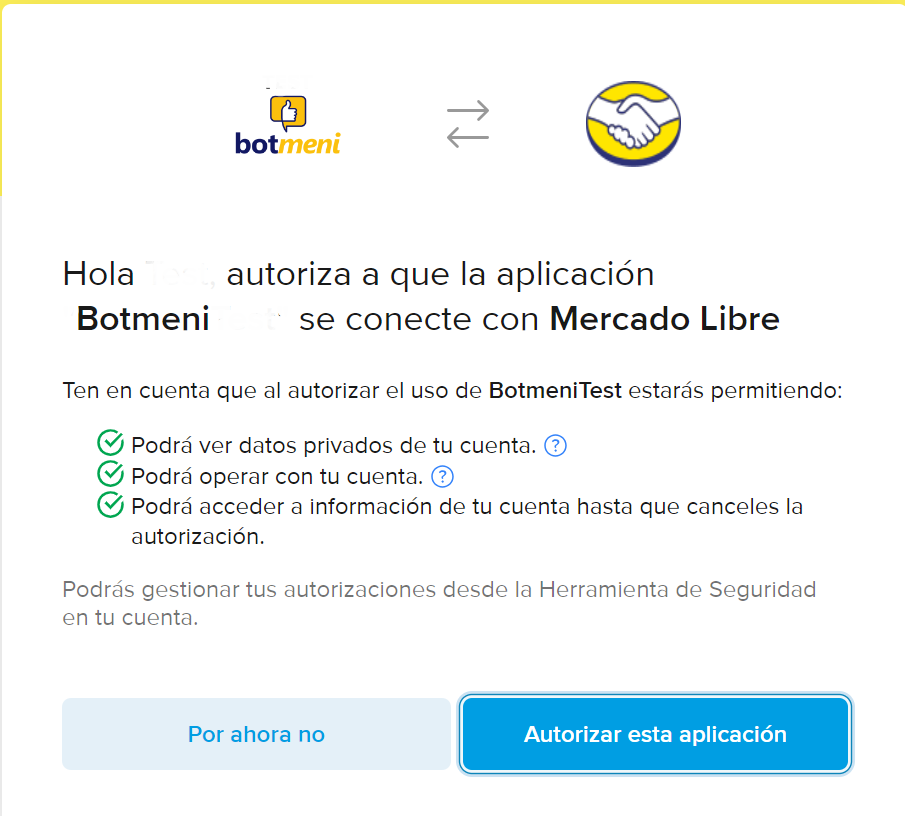 botmeni
Hola , autoriza a que la aplicación
Botmeni se conecte con Mercado Libre
Ten en cuenta que al autorizar el uso de BotmeniTest estarás permitiendo:
Podrá ver datos privados de tu cuenta. ?
Podrá operar con tu cuenta. ?
Podrá acceder a información de tu cuenta hasta que canceles la
autorización.
Podrás gestionar tus autorizaciones desde la Herramienta de Seguridad
en tu cuenta.
Por ahora no
Autorizar esta aplicación